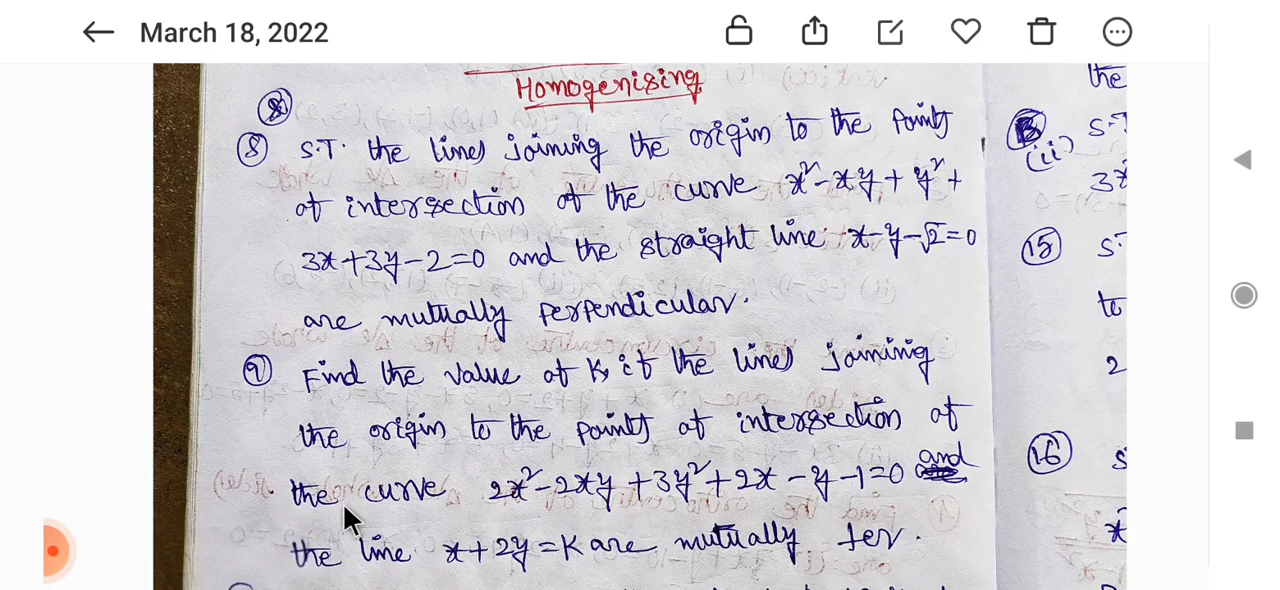 March 18, 2022
Homogenising
⑧
⑧ S.T. the lines joining the origin to the points
of intersection of the curve x² - xy + y² +
3x + 3y - 2 = 0 and the straight line x - y - √2 = 0
are mutually perpendicular.
⑨ Find the value of K, if the lines joining
the origin to the points of intersection of
the curve 2x² - 2xy + 3y² + 2x - y - 1 = 0 and
the line x + 2y = K are mutually ter.
the
S.T
(ii)
3x
⑮ S.T
to
2
⑯ S
x²